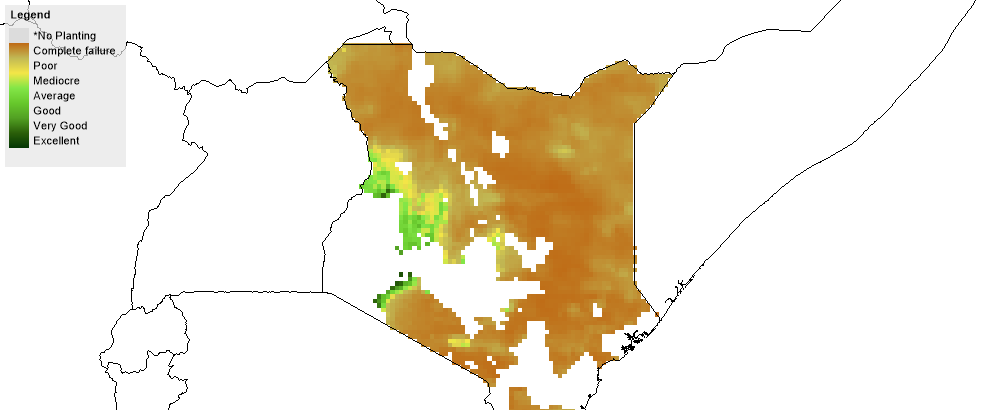 Legend
*No Planting
Complete failure
Poor
Mediocre
Average
Good
Very Good
Excellent